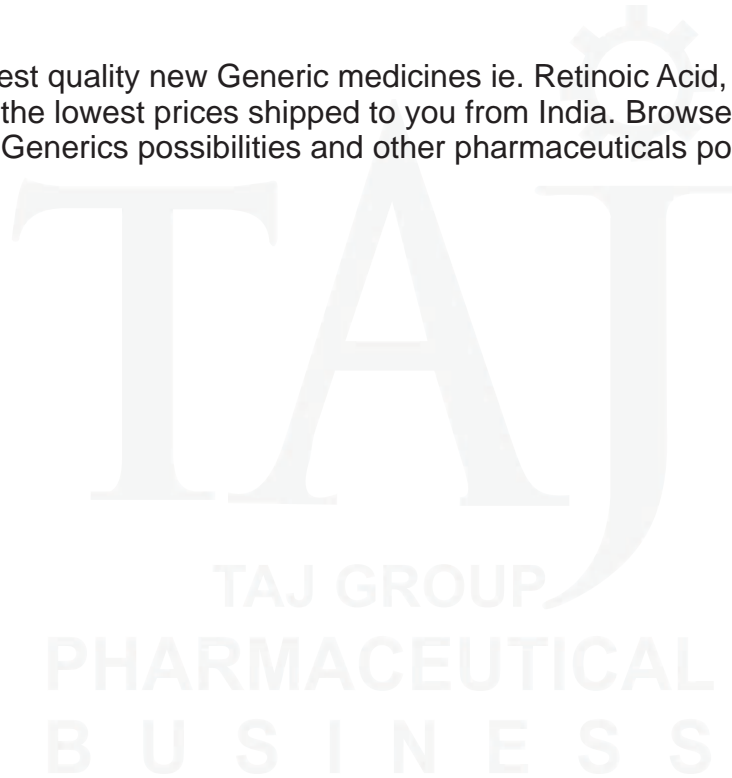 est quality new Generic medicines ie. Retinoic Acid,
the lowest prices shipped to you from India. Browse
Generics possibilities and other pharmaceuticals po
TAJ
TAJ GROUP
PHARMACEUTICAL
BUSINESS